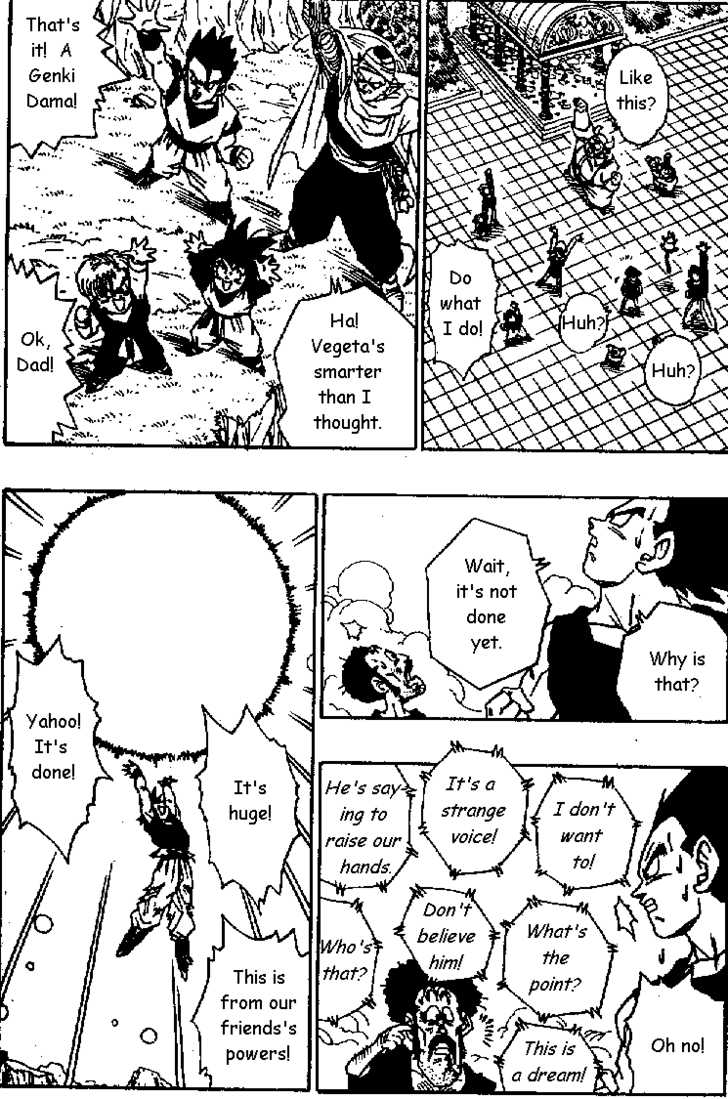 That's
it! A
Genki
Dama!
Ok,
Dad!
Ha!
Vegeta's
smarter
than I
thought.
Like
this?
Do
what
I do!
Huh?
Huh?
Yahoo!
It's
done!
It's
huge!
This is
from our
friends's
powers!
Wait,
it's not
done
yet.
Why is
that?
He's say-
ing to
raise our
hands.
It's a
strange
voice!
I don't
want
to!
Who's
that?
Don't
believe
him!
What's
the
point?
This is
a dream!
Oh no!